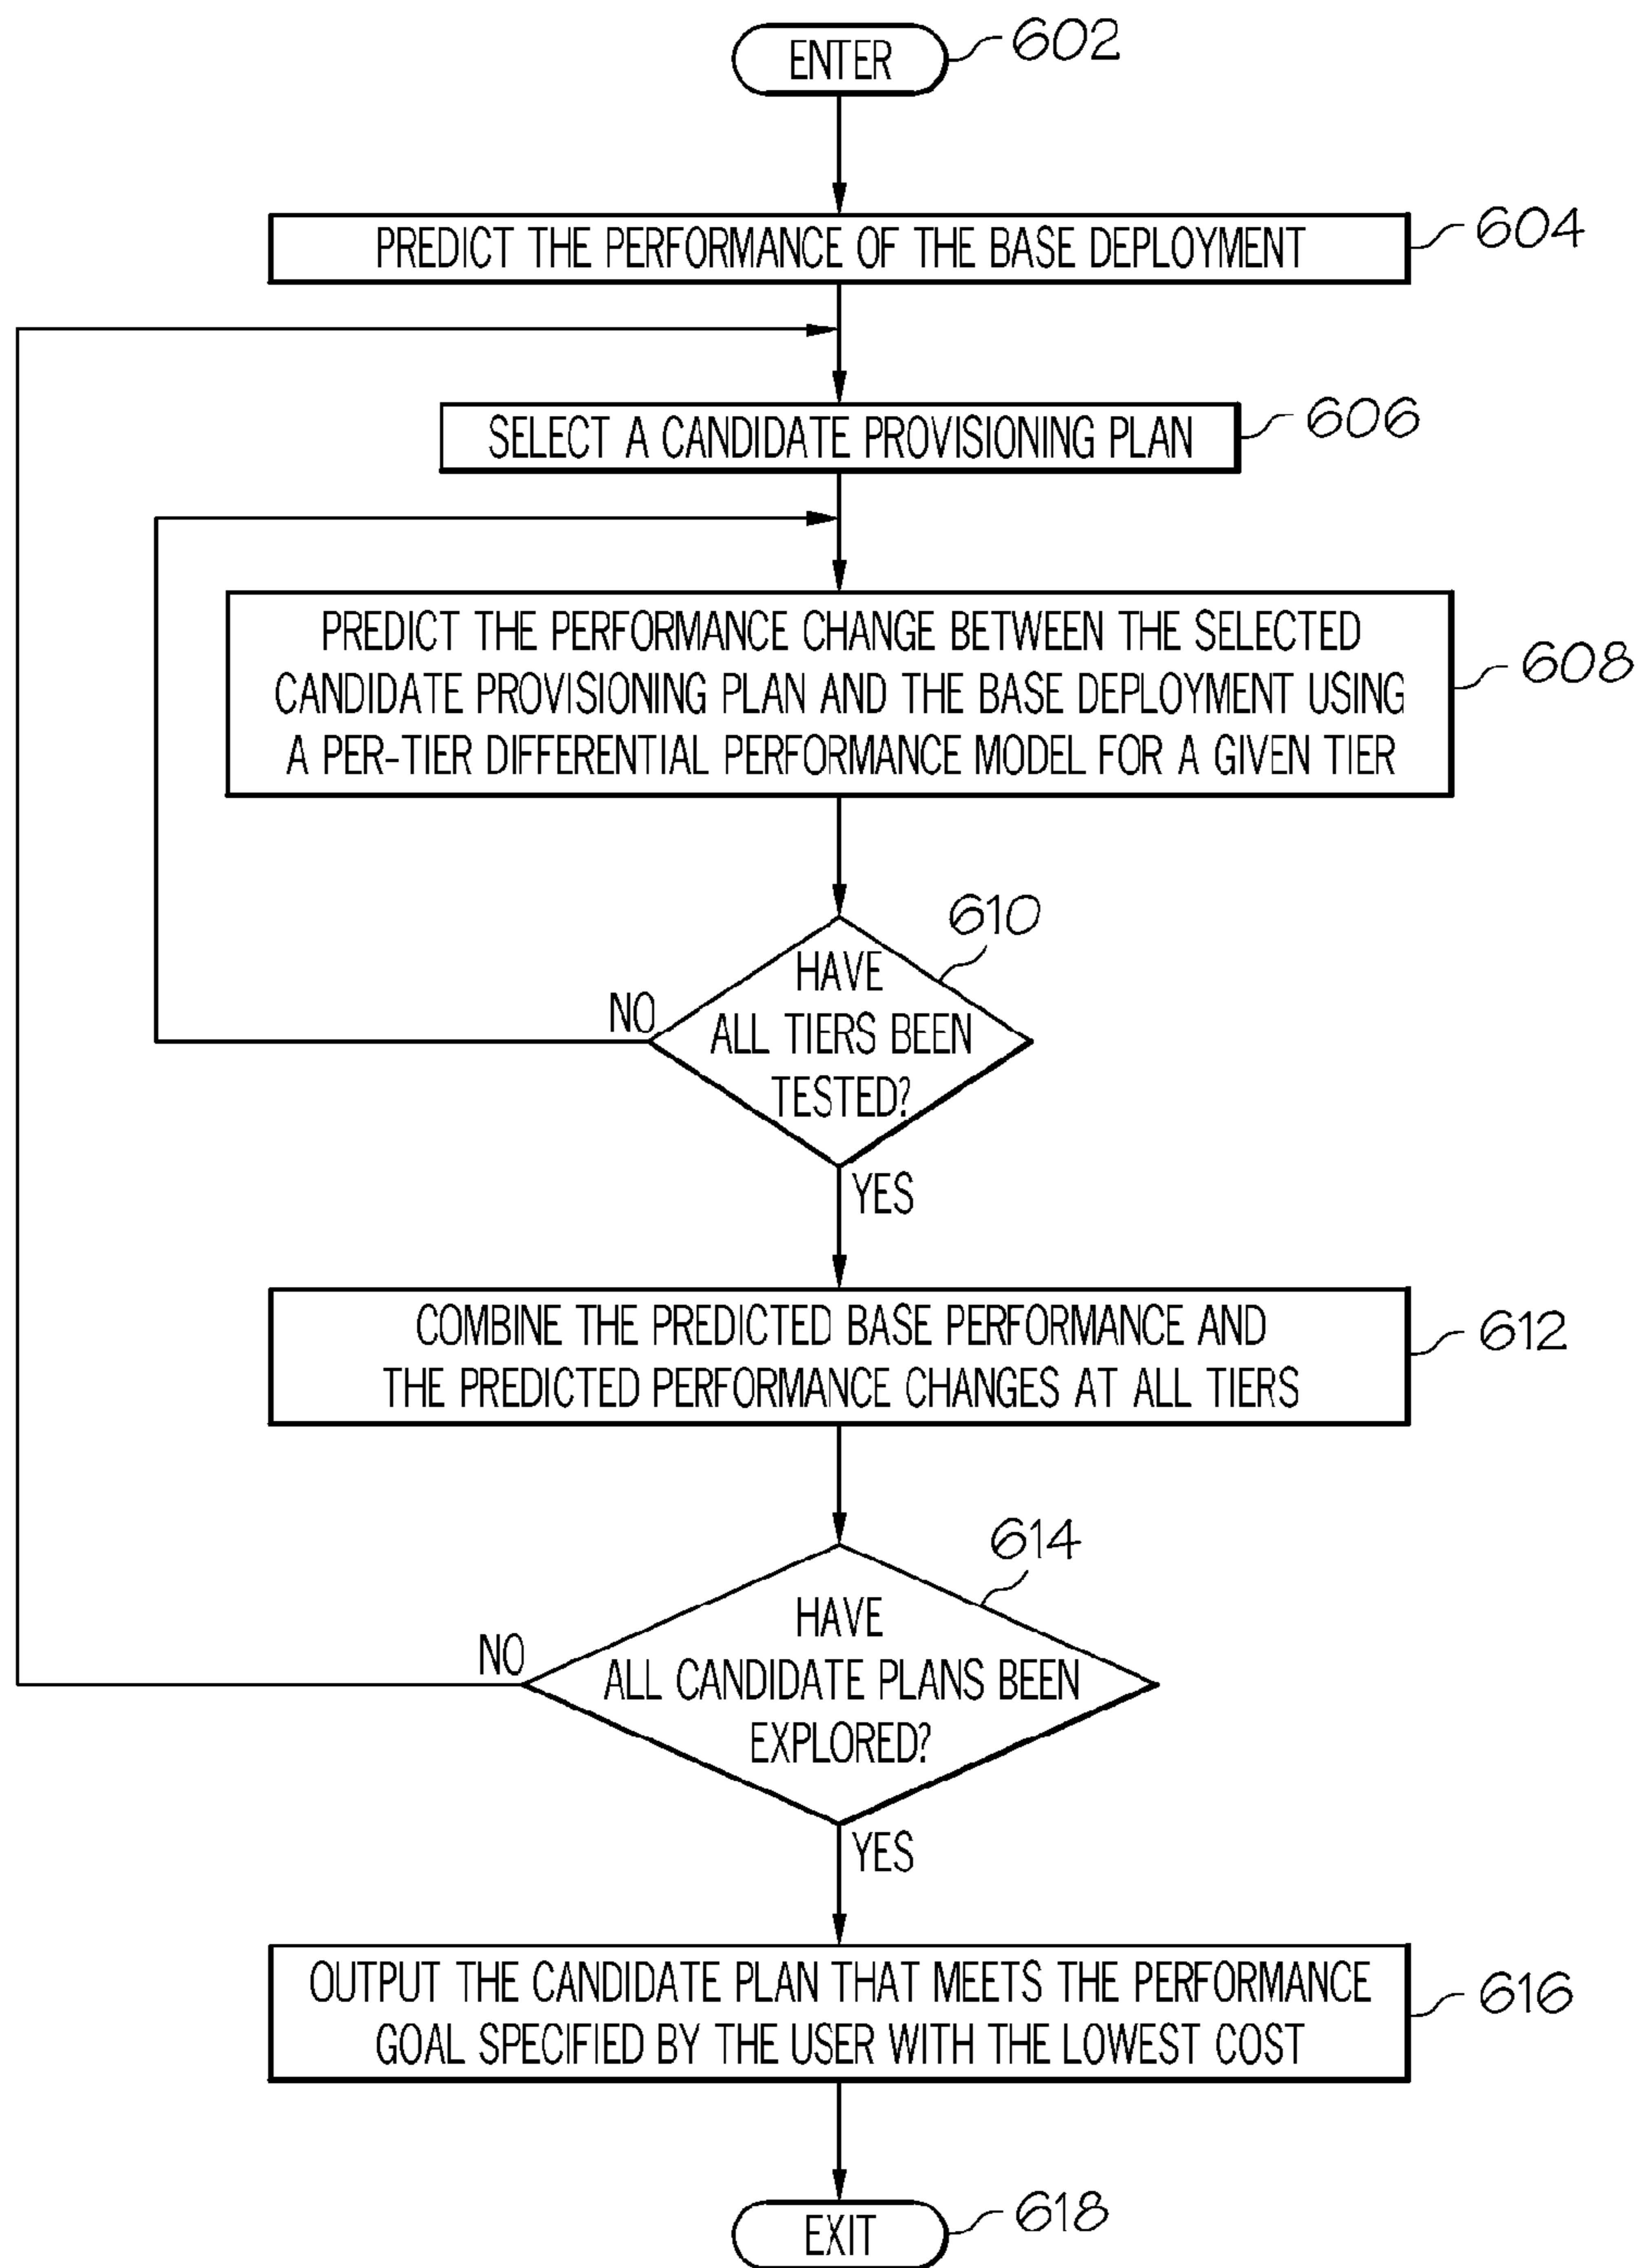 ENTER
602
PREDICT THE PERFORMANCE OF THE BASE DEPLOYMENT
604
SELECT A CANDIDATE PROVISIONING PLAN
606
PREDICT THE PERFORMANCE CHANGE BETWEEN THE SELECTED
CANDIDATE PROVISIONING PLAN AND THE BASE DEPLOYMENT USING
A PER-TIER DIFFERENTIAL PERFORMANCE MODEL FOR A GIVEN TIER
608
610
HAVE
ALL TIERS BEEN
TESTED?
NO
YES
COMBINE THE PREDICTED BASE PERFORMANCE AND
THE PREDICTED PERFORMANCE CHANGES AT ALL TIERS
612
614
HAVE
ALL CANDIDATE PLANS BEEN
EXPLORED?
NO
YES
OUTPUT THE CANDIDATE PLAN THAT MEETS THE PERFORMANCE
GOAL SPECIFIED BY THE USER WITH THE LOWEST COST
616
EXIT
618